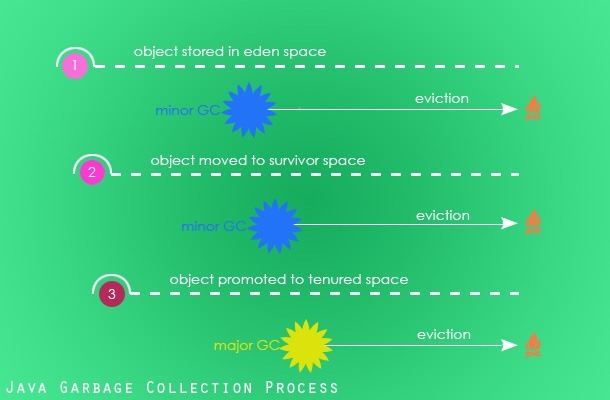 1
object stored in eden space
minor GC
eviction
2
object moved to survivor space
minor GC
eviction
3
object promoted to tenured space
major GC
eviction
Java Garbage Collection Process